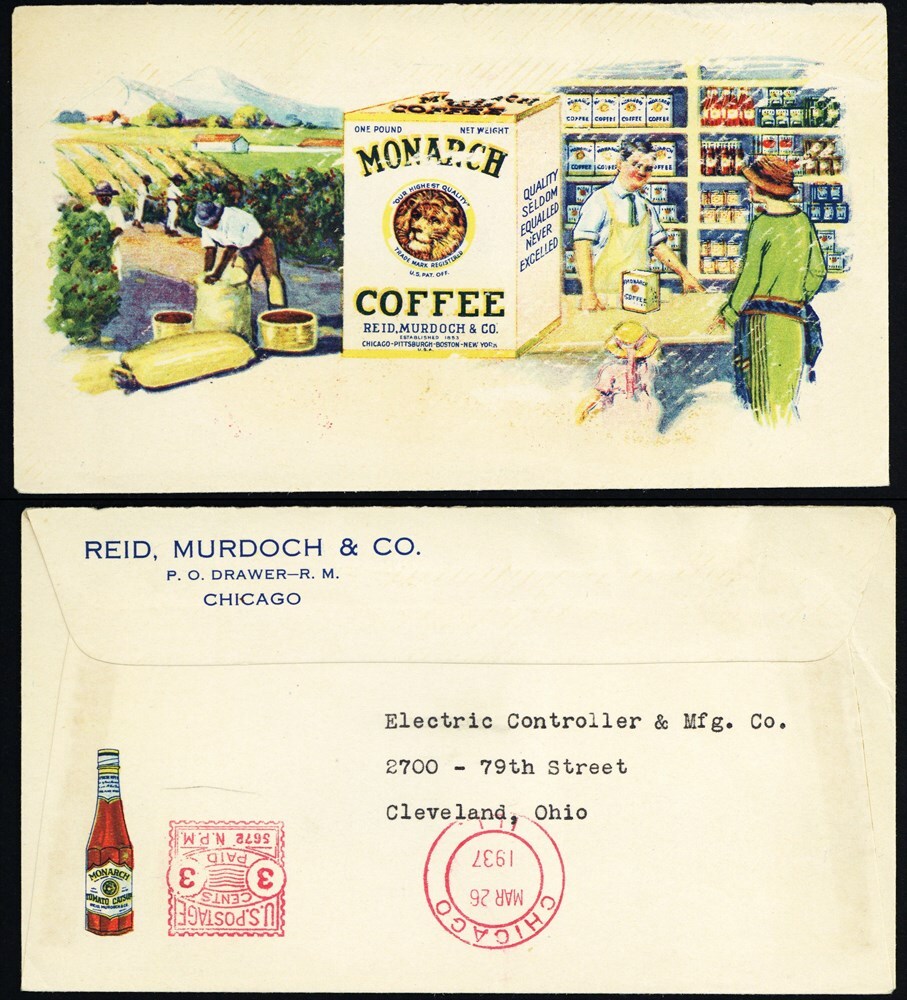 MONARCH
COFFEE
ONE POUND NET WEIGHT
MONARCH
"OUR HIGHEST QUALITY"
TRADE MARK REGISTERED
U.S. PAT. OFF.
COFFEE
REID, MURDOCH & CO.
ESTABLISHED 1853
CHICAGO-PITTSBURGH-BOSTON-NEW YORK
U.S.A.
QUALITY
SELDOM
EQUALLED
NEVER
EXCELLED
MONARCH
COFFEE
REID, MURDOCH & CO.
P. O. DRAWER—R. M.
CHICAGO
Electric Controller & Mfg. Co.
2700 - 79th Street
Cleveland, Ohio
MONARCH
TOMATO CATSUP
U.S. POSTAGE
3 CENTS 3
PAID
5672 N.P.M.
CHICAGO
MAR 26
1937
ILL.